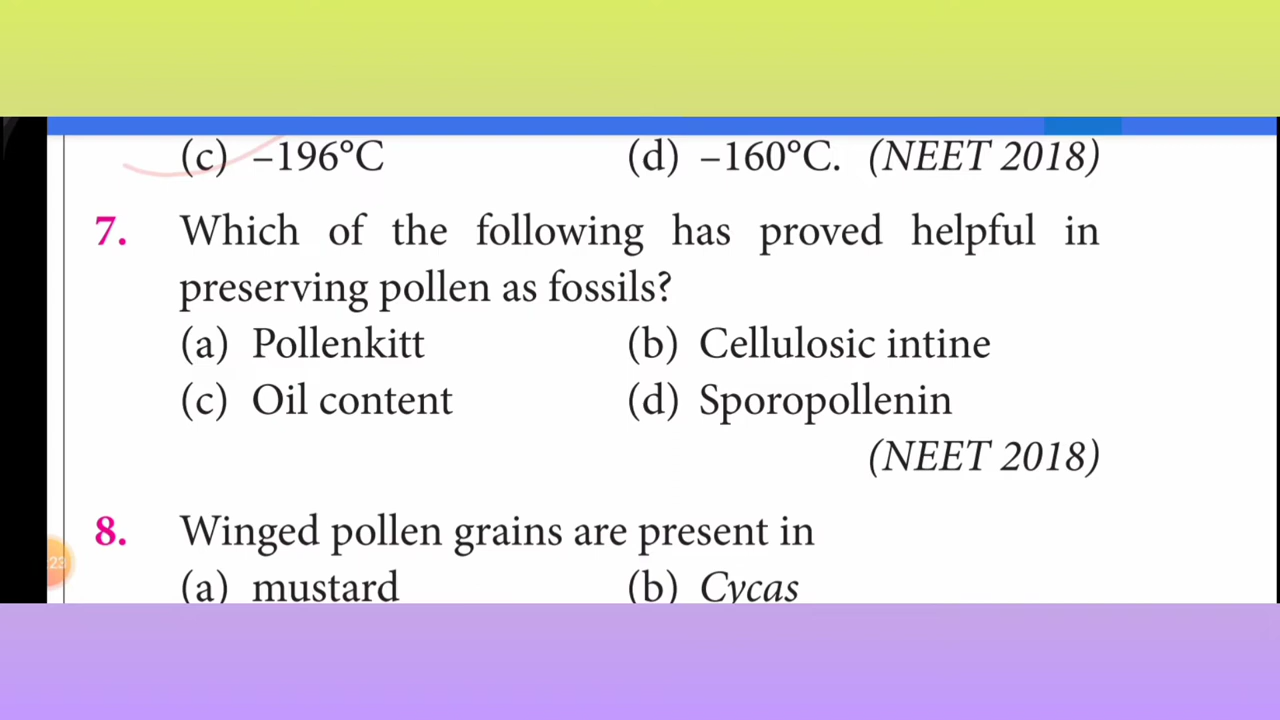 (c) –196°C (d) –160°C. (NEET 2018)
7. Which of the following has proved helpful in
preserving pollen as fossils?
(a) Pollenkitt (b) Cellulosic intine
(c) Oil content (d) Sporopollenin
(NEET 2018)
8. Winged pollen grains are present in
23
(a) mustard (b) Cycas